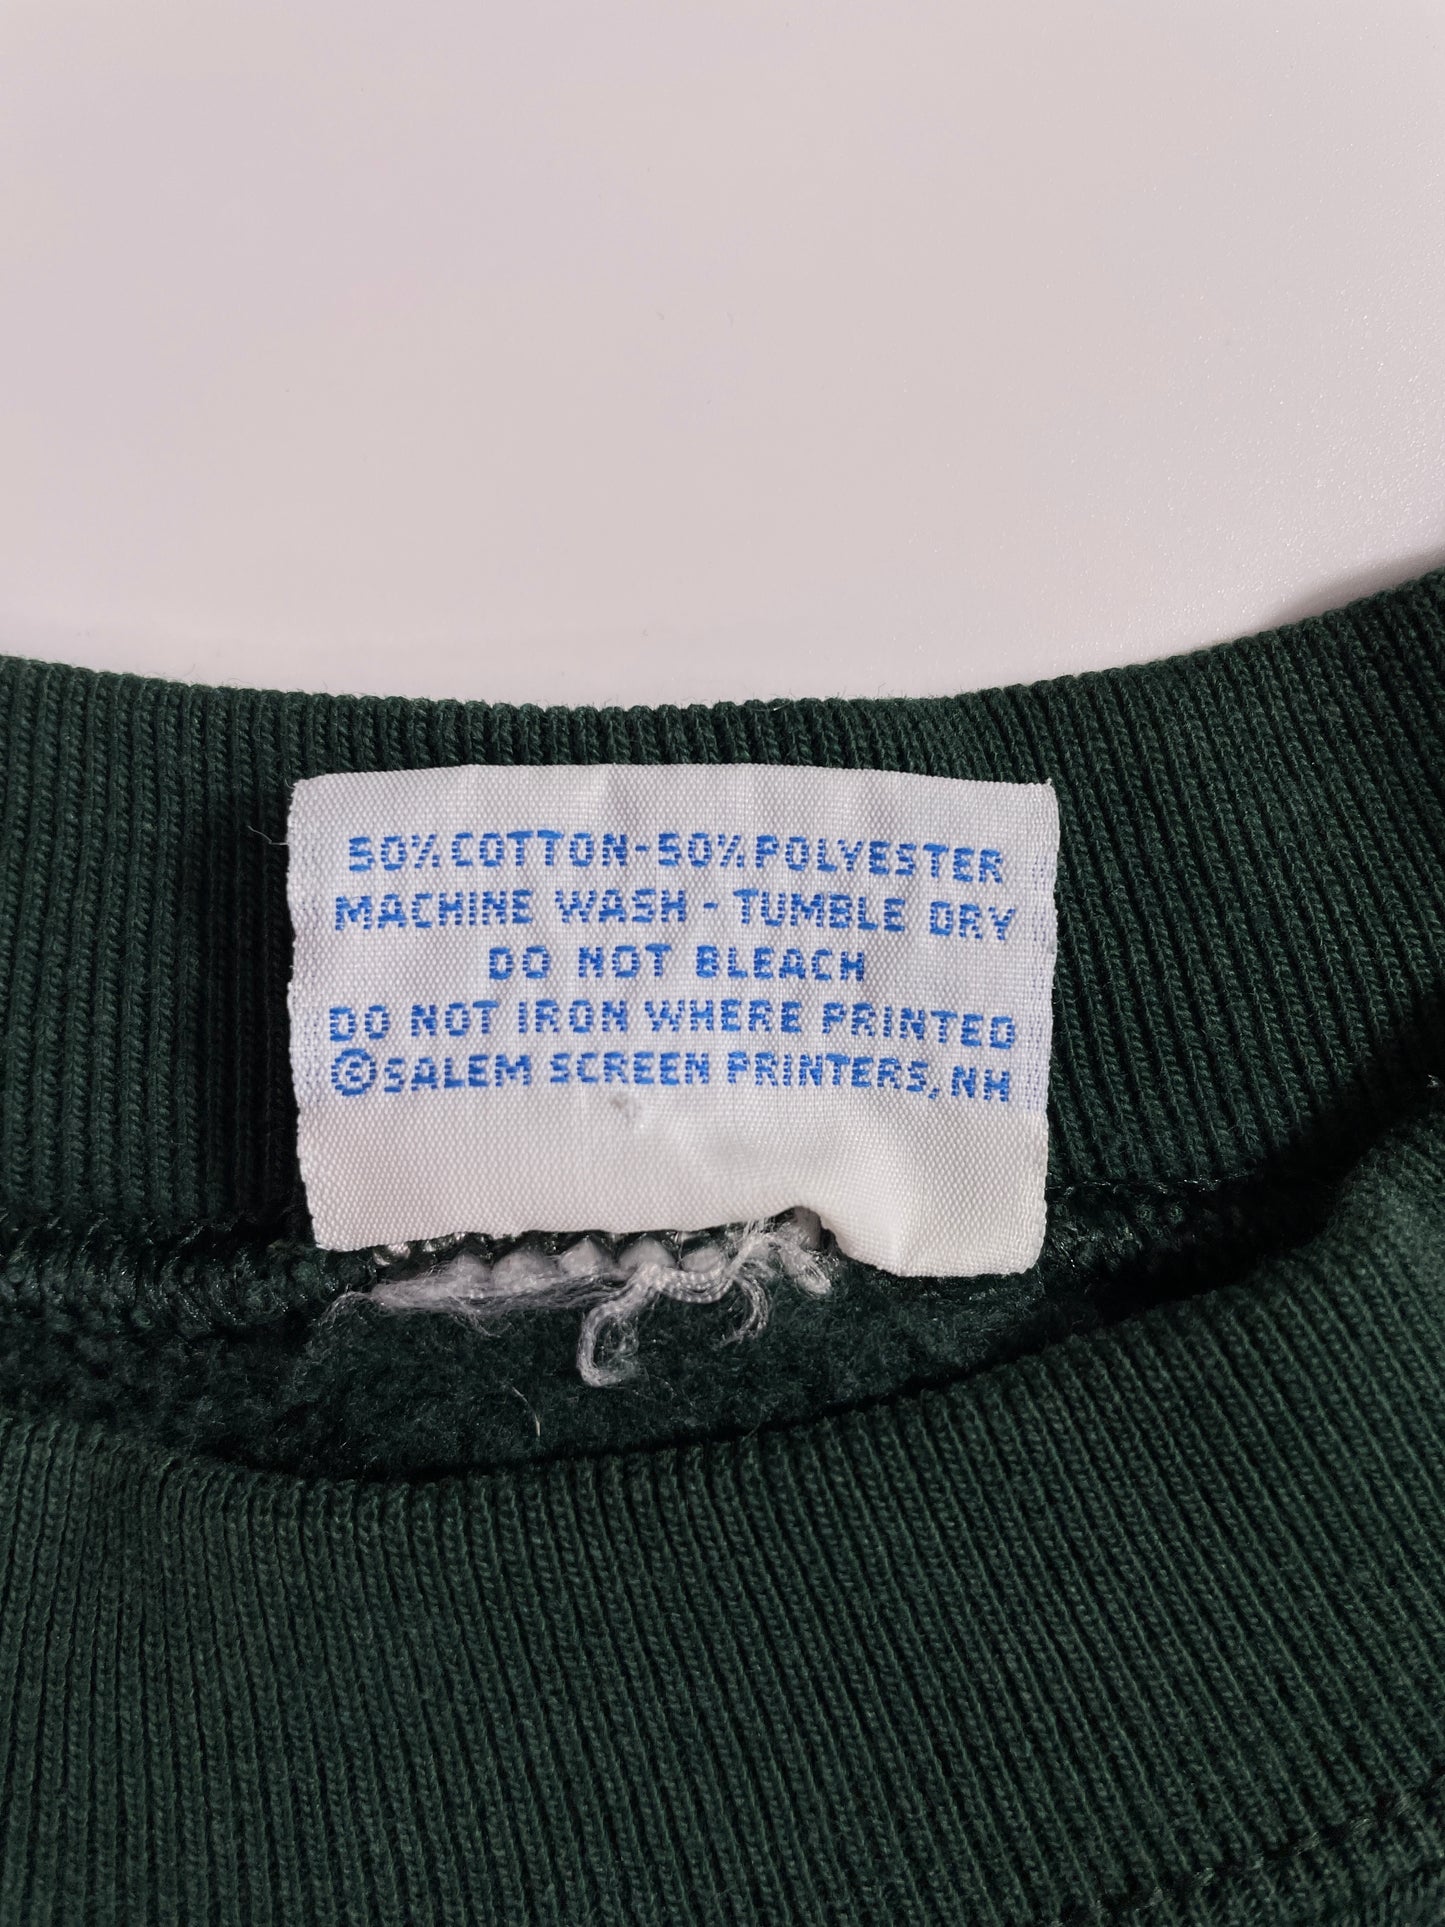 50% COTTON-50% POLYESTER
MACHINE WASH - TUMBLE DRY
DO NOT BLEACH
DO NOT IRON WHERE PRINTED
©SALEM SCREEN PRINTERS, NH